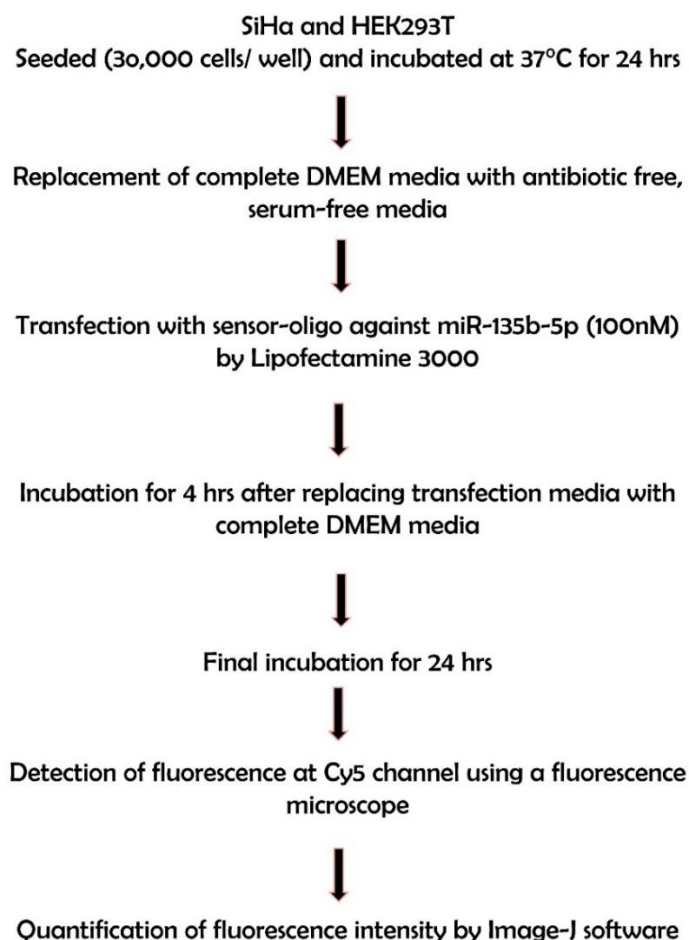 SiHa and HEK293T
Seeded (30,000 cells/ well) and incubated at 37°C for 24 hrs
Replacement of complete DMEM media with antibiotic free,
serum-free media
Transfection with sensor-oligo against miR-135b-5p (100nM)
by Lipofectamine 3000
Incubation for 4 hrs after replacing transfection media with
complete DMEM media
Final incubation for 24 hrs
Detection of fluorescence at Cy5 channel using a fluorescence
microscope
Quantification of fluorescence intensity by Image-J software